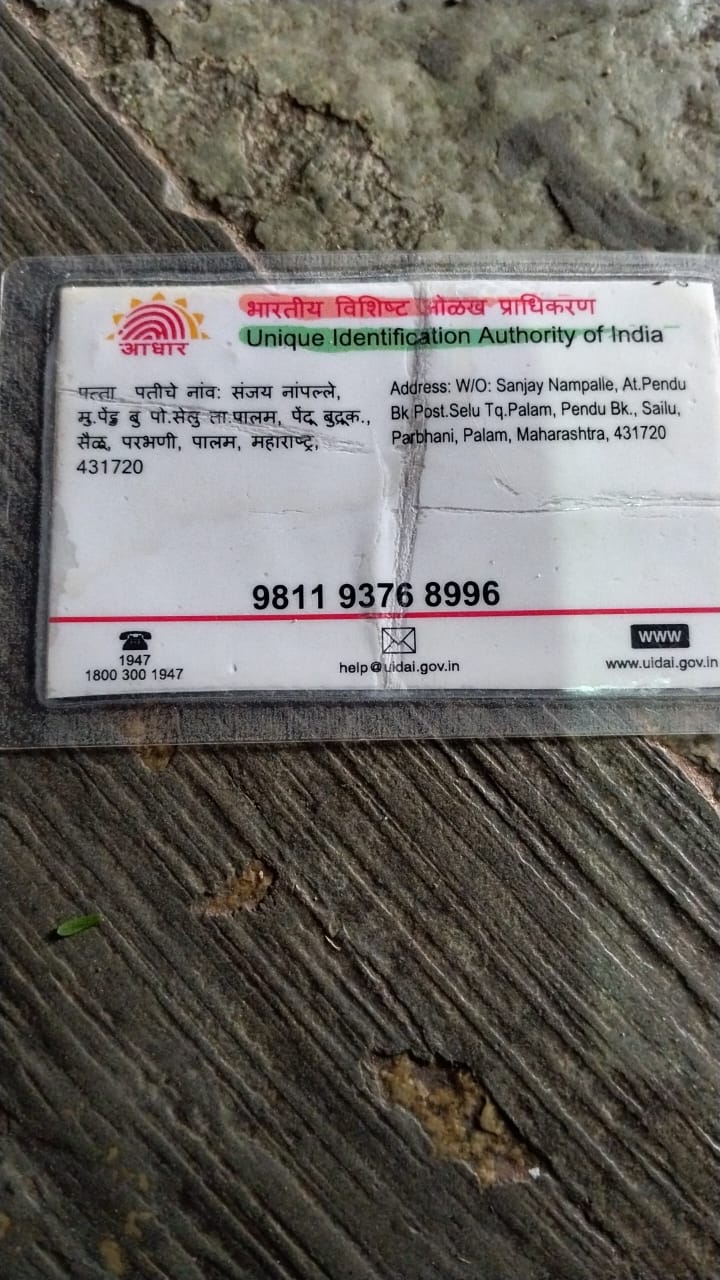 भारतीय विशिष्ट ओळख प्राधिकरण
Unique Identification Authority of India
आधार
पत्ता पतीचे नांव: संजय नांपल्ले,
मु.पेंडु बु पो.सेलु ता.पालम, पेंदू बुद्रूक.,
सैळू, परभणी, पालम, महाराष्ट्र,
431720
Address: W/O: Sanjay Nampalle, At.Pendu
Bk Post.Selu Tq.Palam, Pendu Bk., Sailu,
Parbhani, Palam, Maharashtra, 431720
9811 9376 8996
1947
1800 300 1947
help@uidai.gov.in
www
www.uidai.gov.in